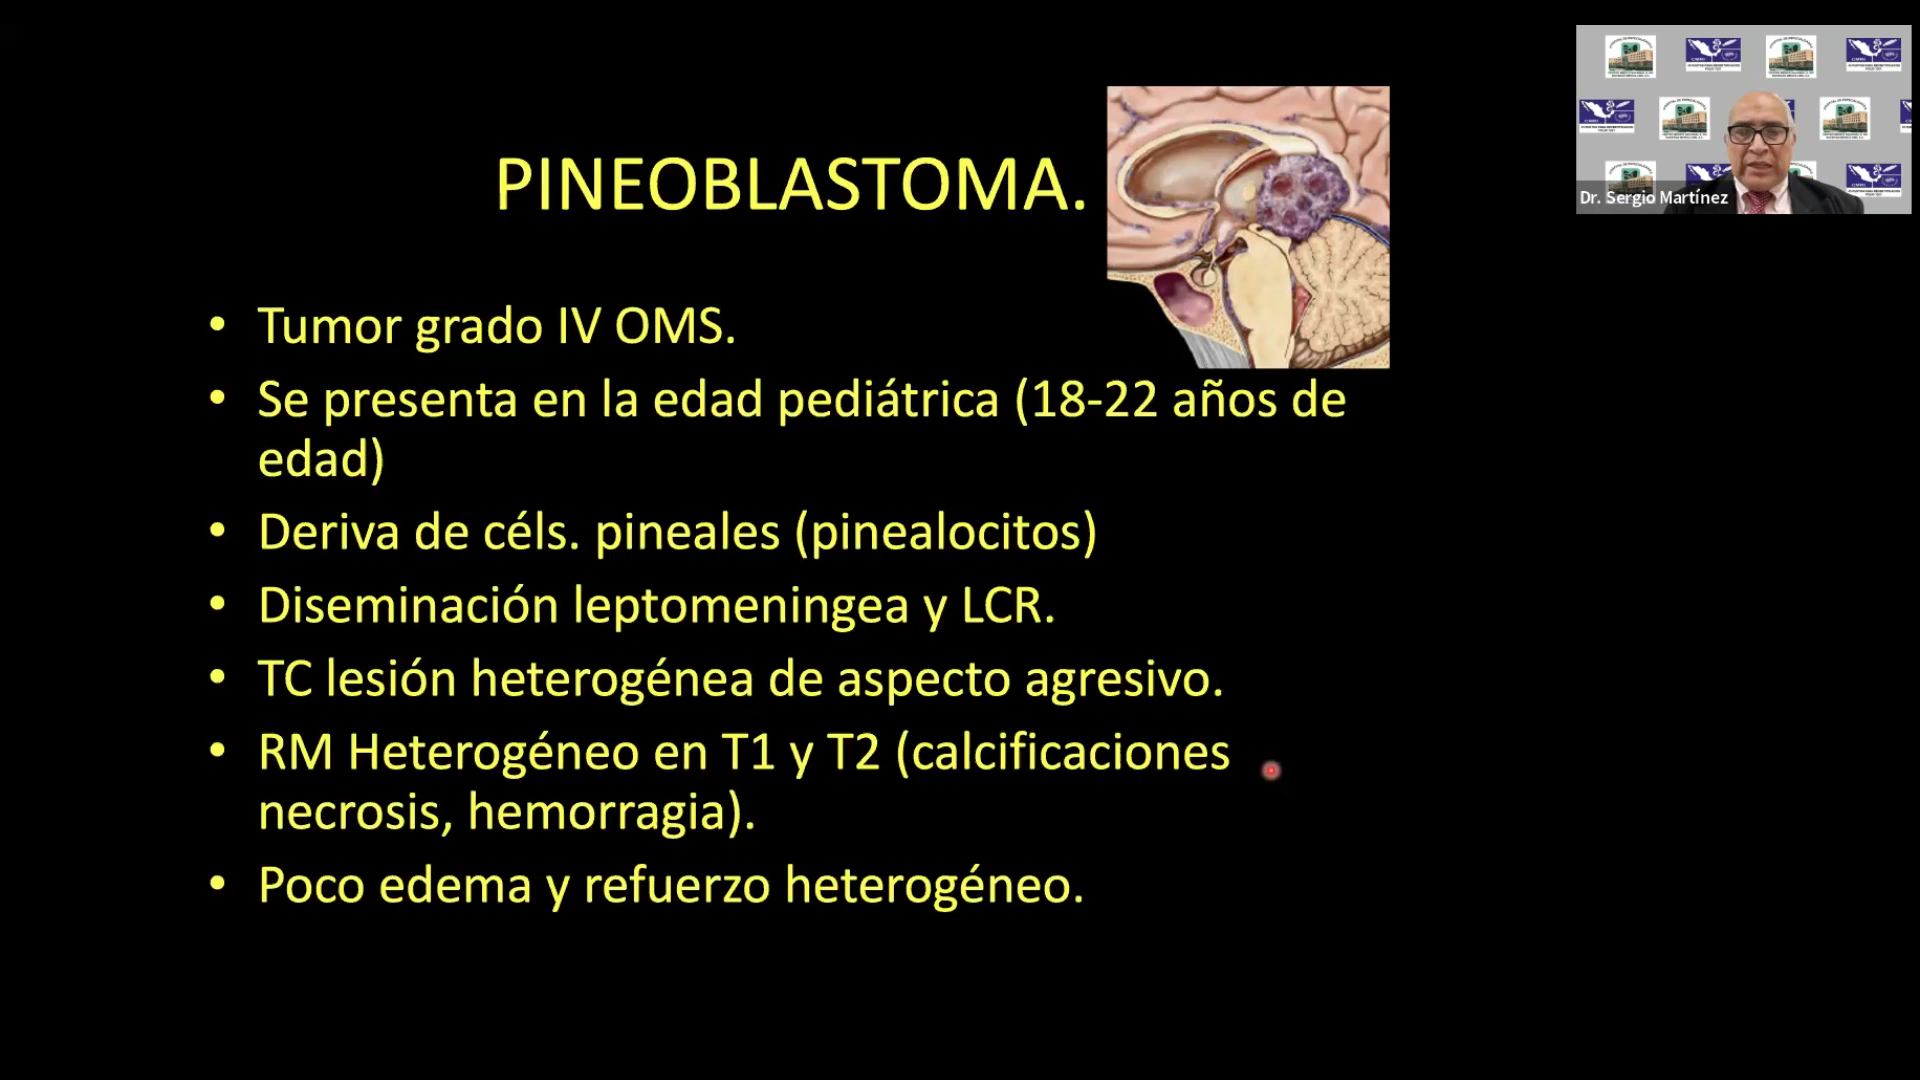 PINEOBLASTOMA.
• Tumor grado IV OMS.
• Se presenta en la edad pediátrica (18-22 años de
edad)
• Deriva de céls. pineales (pinealocitos)
• Diseminación leptomeningea y LCR.
• TC lesión heterogénea de aspecto agresivo.
• RM Heterogéneo en T1 y T2 (calcificaciones
necrosis, hemorragia).
• Poco edema y refuerzo heterogéneo.
Dr. Sergio Martínez